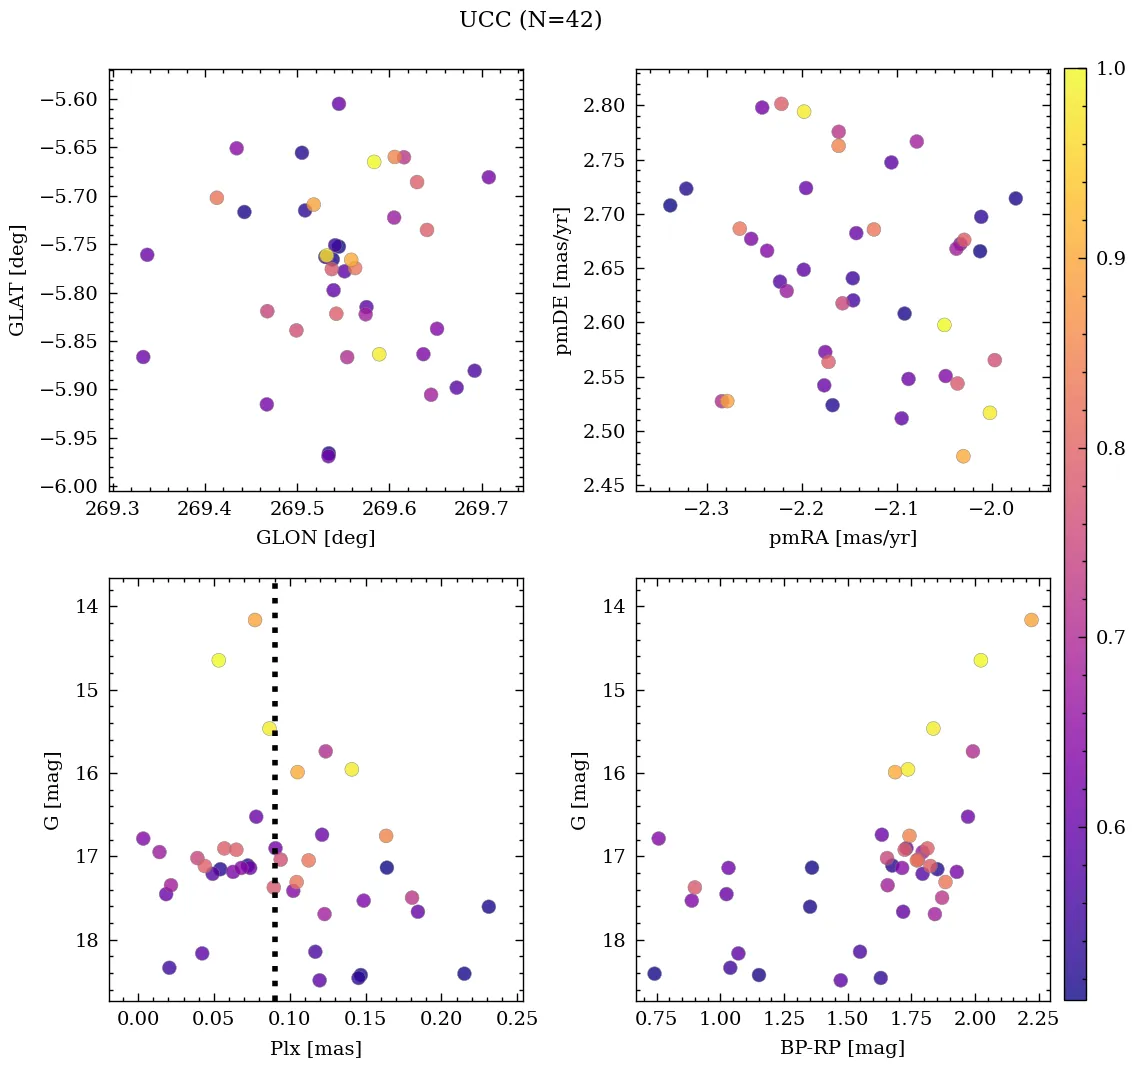 UCC (N=42)
−5.60
−5.65
−5.70
−5.75
−5.80
−5.85
−5.90
−5.95
−6.00
GLAT [deg]
269.3 269.4 269.5 269.6 269.7
GLON [deg]
2.80
2.75
2.70
2.65
2.60
2.55
2.50
2.45
pmDE [mas/yr]
−2.3 −2.2 −2.1 −2.0
pmRA [mas/yr]
14
15
16
17
18
G [mag]
0.00 0.05 0.10 0.15 0.20 0.25
Plx [mas]
14
15
16
17
18
G [mag]
0.75 1.00 1.25 1.50 1.75 2.00 2.25
BP-RP [mag]
1.0
0.9
0.8
0.7
0.6